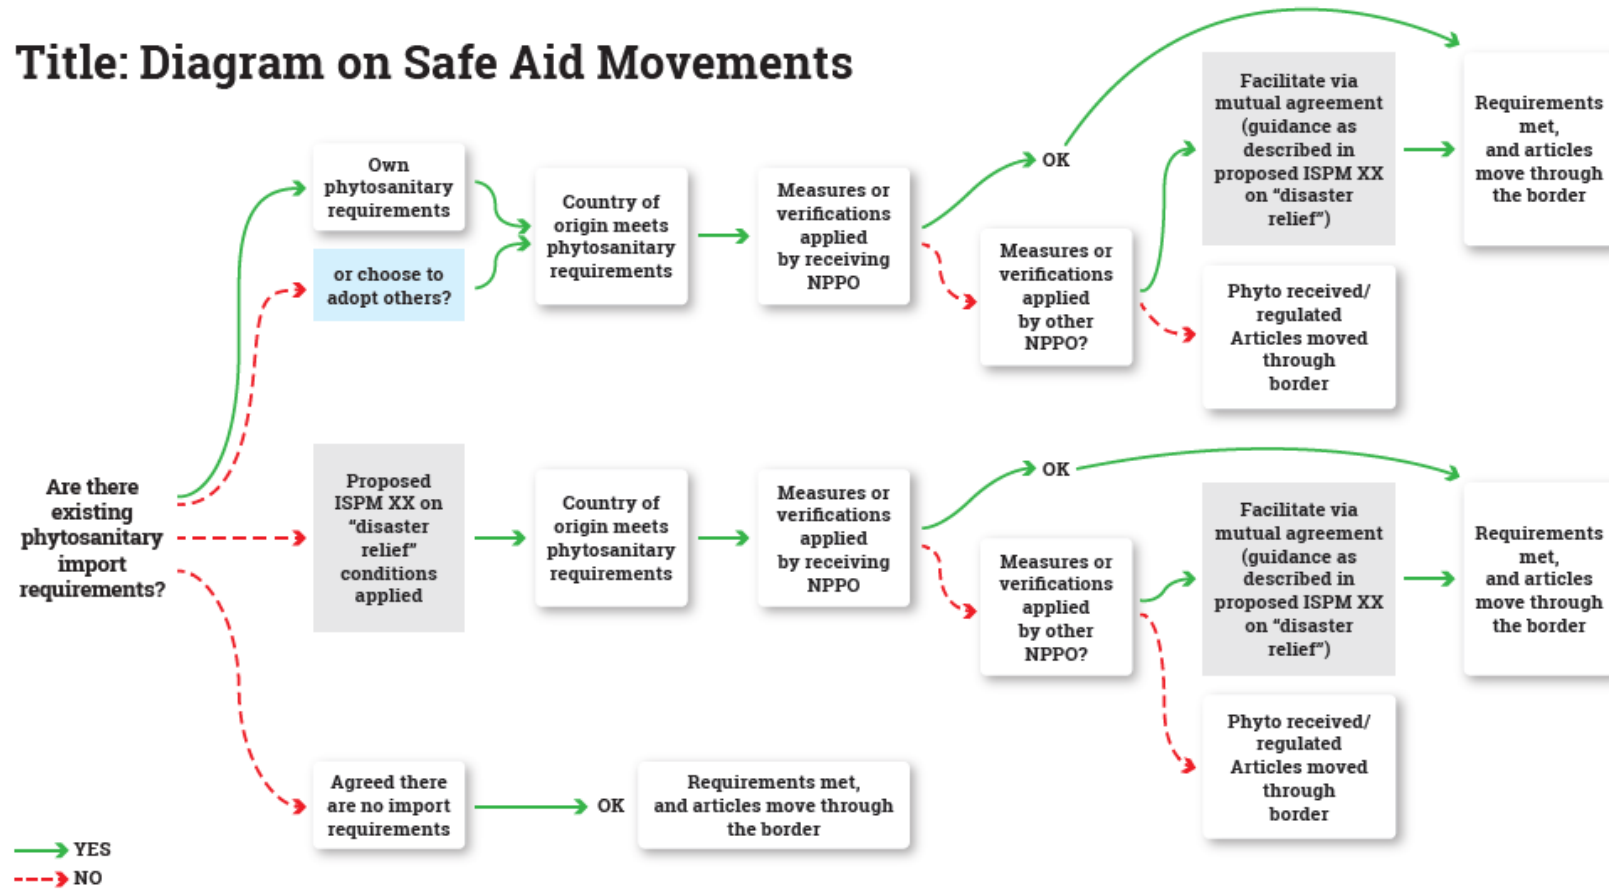 Title: Diagram on Safe Aid Movements
Are there
existing
phytosanitary
import
requirements?
Own
phytosanitary
requirements
or choose to
adopt others?
Country of
origin meets
phytosanitary
requirements
Measures or
verifications
applied
by receiving
NPPO
OK
Measures or
verifications
applied
by other
NPPO?
Facilitate via
mutual agreement
(guidance as
described in
proposed ISPM XX
on “disaster
relief”)
Requirements
met,
and articles
move through
the border
Phyto received/
regulated
Articles moved
through
border
Proposed
ISPM XX on
“disaster
relief”
conditions
applied
Country of
origin meets
phytosanitary
requirements
Measures or
verifications
applied
by receiving
NPPO
OK
Measures or
verifications
applied
by other
NPPO?
Facilitate via
mutual agreement
(guidance as
described in
proposed ISPM XX
on “disaster
relief”)
Requirements
met,
and articles
move through
the border
Phyto received/
regulated
Articles moved
through
border
Agreed there
are no import
requirements
OK
Requirements met,
and articles move through
the border
YES
NO